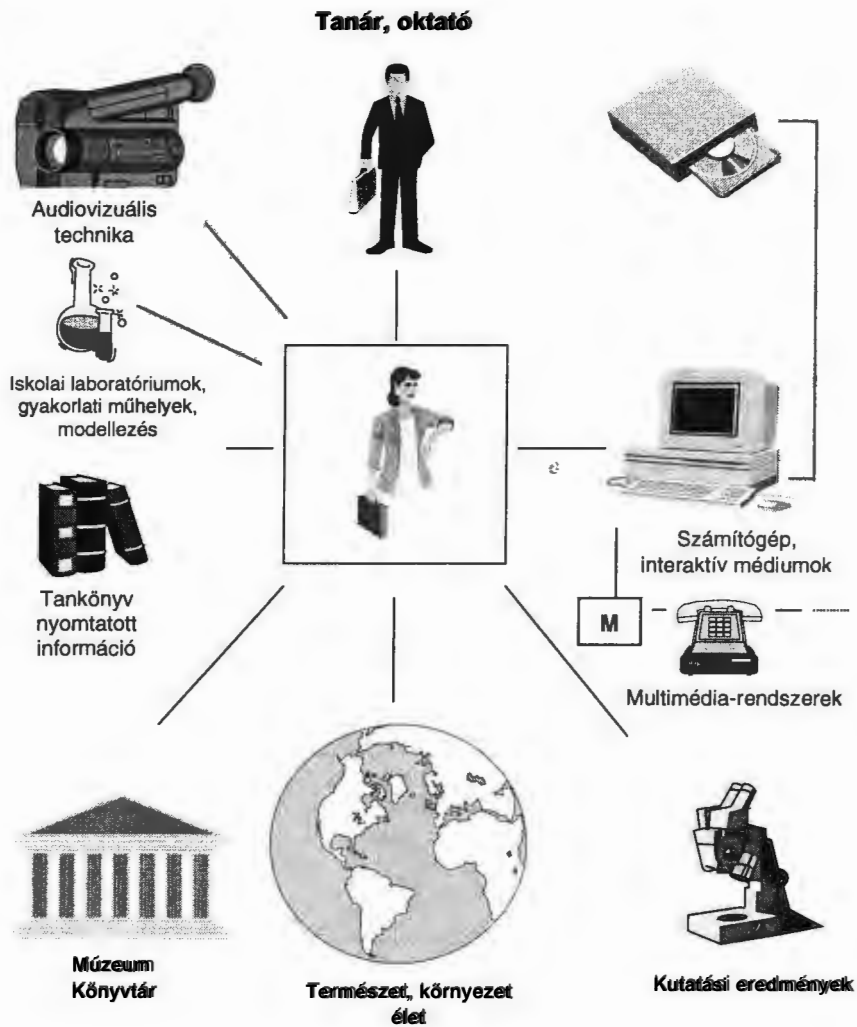 Tanár, oktató
Audiovizuális
technika
Iskolai laboratóriumok,
gyakorlati műhelyek,
modellezés
Tankönyv
nyomtatott
információ
Számítógép,
interaktív médiumok
M
Multimédia-rendszerek
Múzeum
Könyvtár
Természet, környezet
élet
Kutatási eredmények